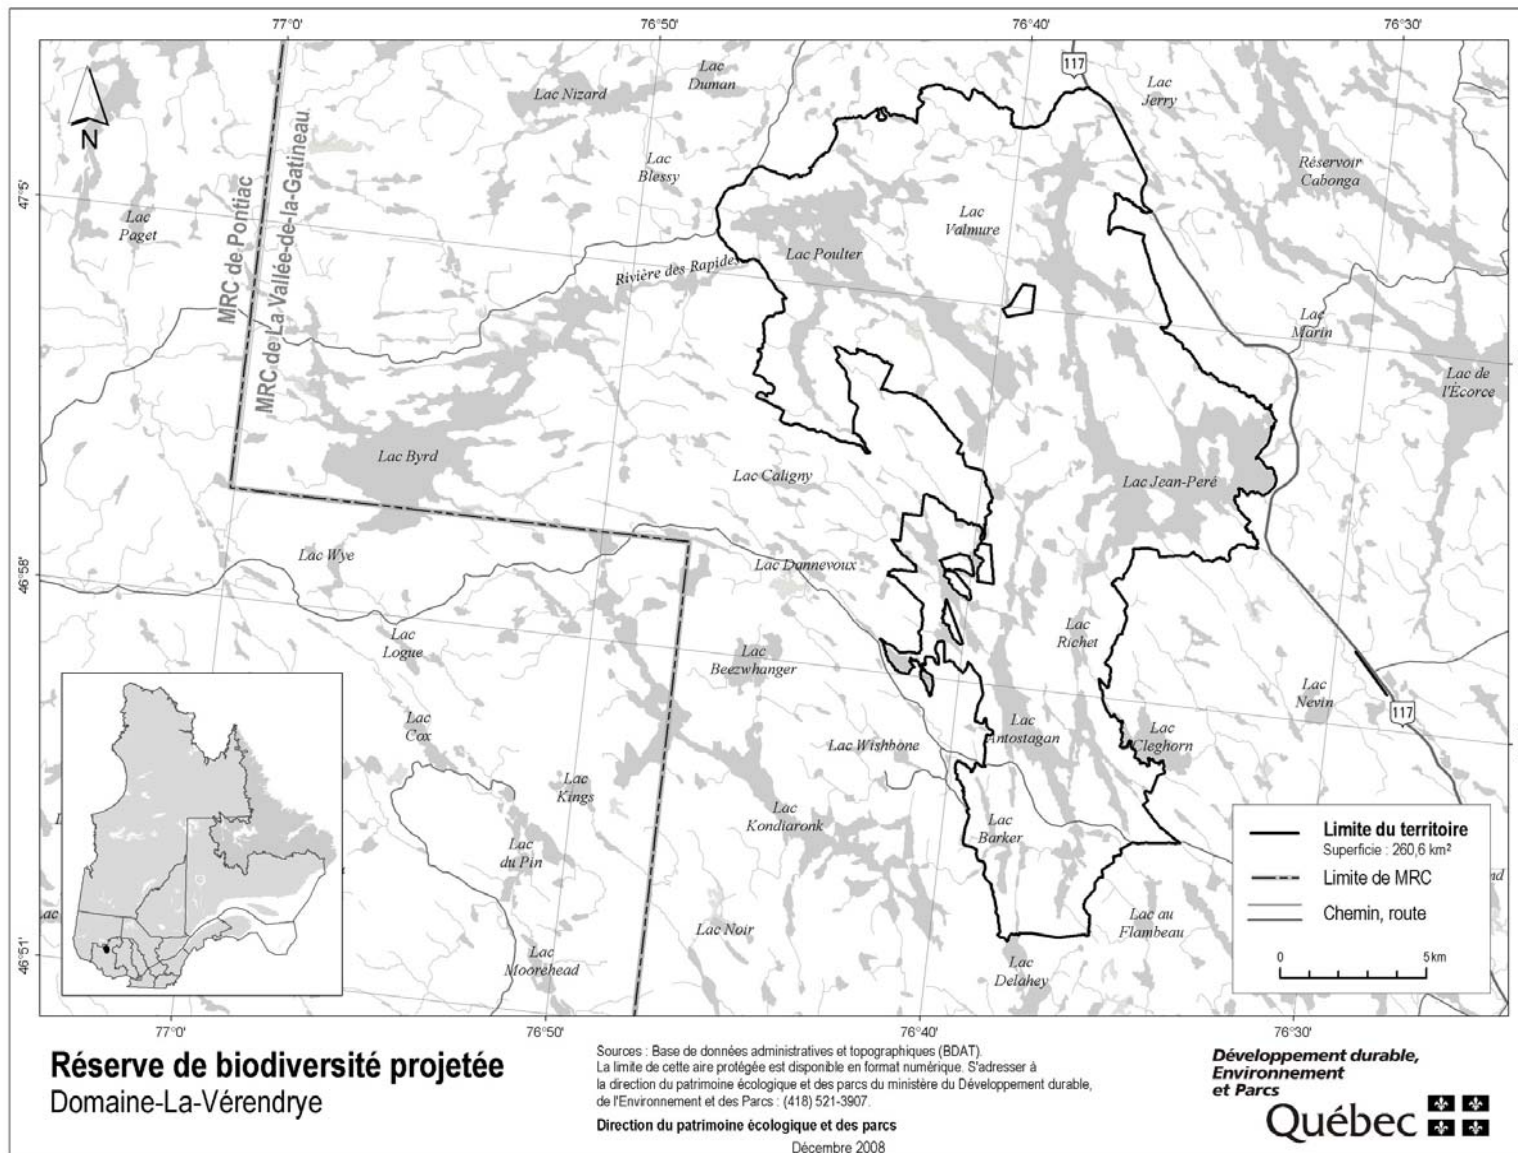 77°0'
76°50'
76°40'
76°30'
117
Lac
Duman
Lac Nizard
Lac
Jerry
N
Lac
Blessy
Réservoir
Cabonga
47°5'
Lac
Paget
MRC de Pontiac
MRC de La Vallée-de-la-Gatineau
Lac
Valmure
Lac Poulter
Rivière des Rapides
Lac
Marin
Lac de
l'Écorce
Lac Byrd
Lac Caligny
Lac Jean-Peré
Lac Wye
Lac Dannevoux
46°58'
Lac
Logue
Lac
Richet
Lac
Beezwhanger
Lac
Nevin
117
Lac
Cox
Lac
Antostagan
Lac
Cleghorn
Lac Wishbone
Lac
Kings
Lac
Kondiaronk
Lac
Barker
Lac
du Pin
Lac
Lac Noir
Lac au
Flambeau
46°51'
Lac
Moorehead
Lac
Delahey
Limite du territoire
Superficie : 260,6 km²
Limite de MRC
Chemin, route
0
5 km
77°0'
76°50'
76°40'
76°30'
Réserve de biodiversité projetée
Domaine-La-Vérendrye
Sources : Base de données administratives et topographiques (BDAT).
La limite de cette aire protégée est disponible en format numérique. S'adresser à
la direction du patrimoine écologique et des parcs du ministère du Développement durable,
de l'Environnement et des Parcs : (418) 521-3907.
Direction du patrimoine écologique et des parcs
Décembre 2008
Développement durable,
Environnement
et Parcs
Québec